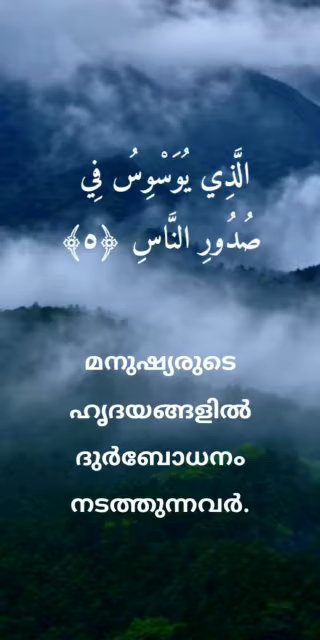 الَّذِي يُوَسْوِسُ فِي
صُدُورِ النَّاسِ ﴿٥﴾
മനുഷ്യരുടെ
ഹൃദയങ്ങളിൽ
ദുർബോധനം
നടത്തുന്നവർ.